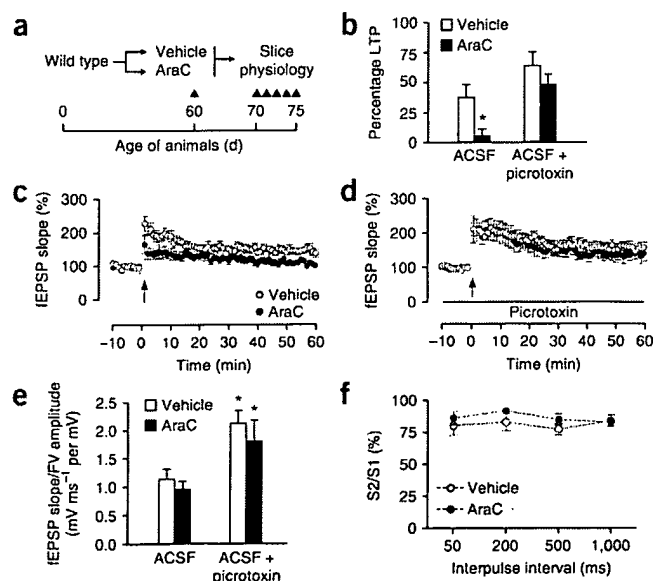 a
Wild type
Vehicle
AraC
Slice
physiology
0
60
70
75
Age of animals (d)
b
Percentage LTP
100
75
50
25
0
Vehicle
AraC
*
ACSF
ACSF +
picrotoxin
c
fEPSP slope (%)
300
200
100
0
Vehicle
AraC
–10 0 10 20 30 40 50 60
Time (min)
d
fEPSP slope (%)
300
200
100
0
Vehicle
AraC
Picrotoxin
–10 0 10 20 30 40 50 60
Time (min)
e
fEPSP slope/FV amplitude
(mV ms⁻¹ per mV)
2.5
2.0
1.5
1.0
0.5
0
Vehicle
AraC
* *
ACSF
ACSF +
picrotoxin
f
S2/S1 (%)
100
75
50
25
0
Vehicle
AraC
50 200 500 1,000
Interpulse interval (ms)